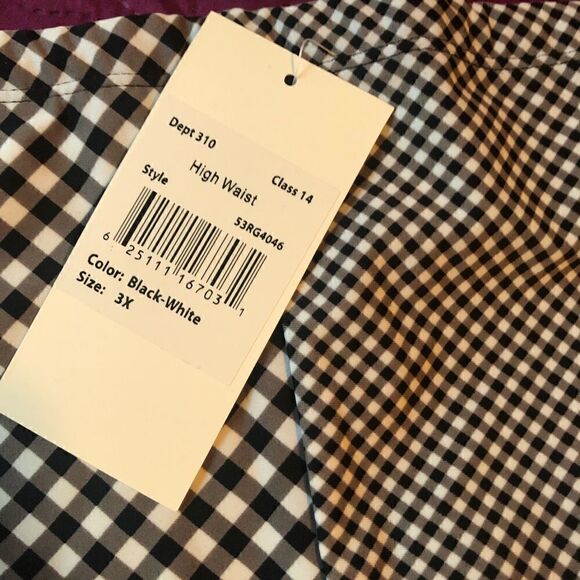 Dept 310 Class 14
High Waist
Style 53RG4046
6 25111 16703 1
Color: Black-White
Size: 3X